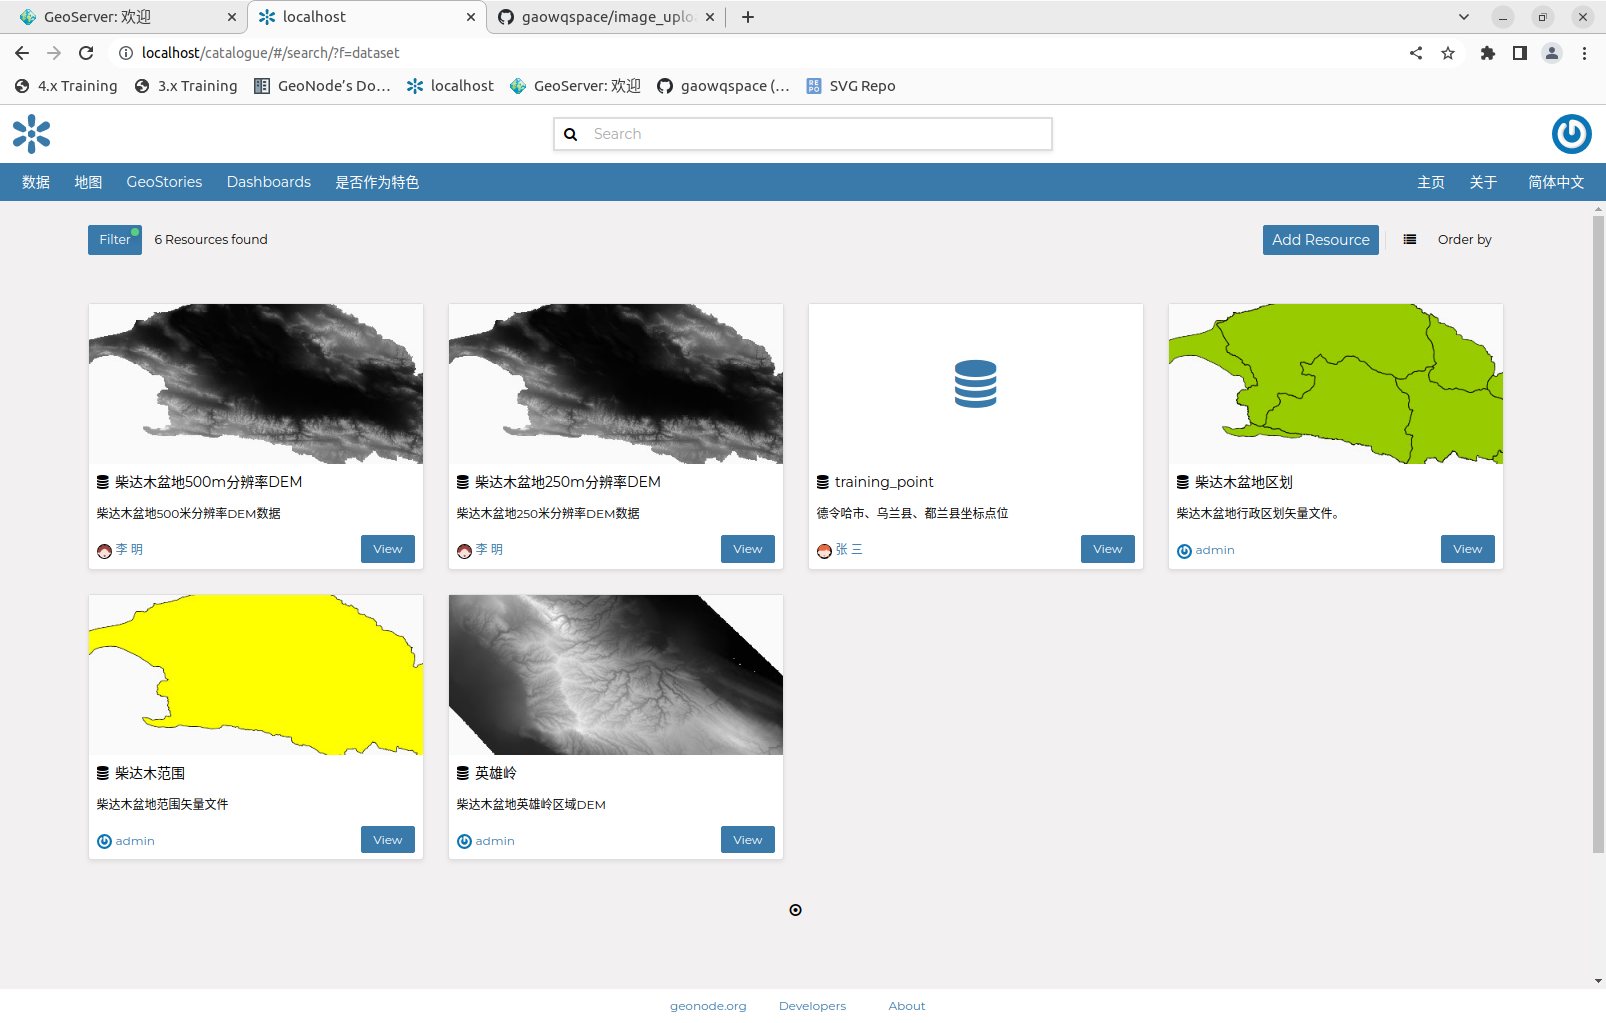 GeoServer: 欢迎
localhost
gaowqspace/image_uplo
localhost/catalogue/#/search/?f=dataset
4.x Training
3.x Training
GeoNode’s Do…
localhost
GeoServer: 欢迎
gaowqspace (…
SVG Repo
Search
数据
地图
GeoStories
Dashboards
是否作为特色
主页
关于
简体中文
Filter
6 Resources found
Add Resource
Order by
柴达木盆地500m分辨率DEM
柴达木盆地500米分辨率DEM数据
李 明
View
柴达木盆地250m分辨率DEM
柴达木盆地250米分辨率DEM数据
李 明
View
training_point
德令哈市、乌兰县、都兰县坐标点位
张 三
View
柴达木盆地区划
柴达木盆地行政区划矢量文件。
admin
View
柴达木范围
柴达木盆地范围矢量文件
admin
View
英雄岭
柴达木盆地英雄岭区域DEM
admin
View
geonode.org
Developers
About